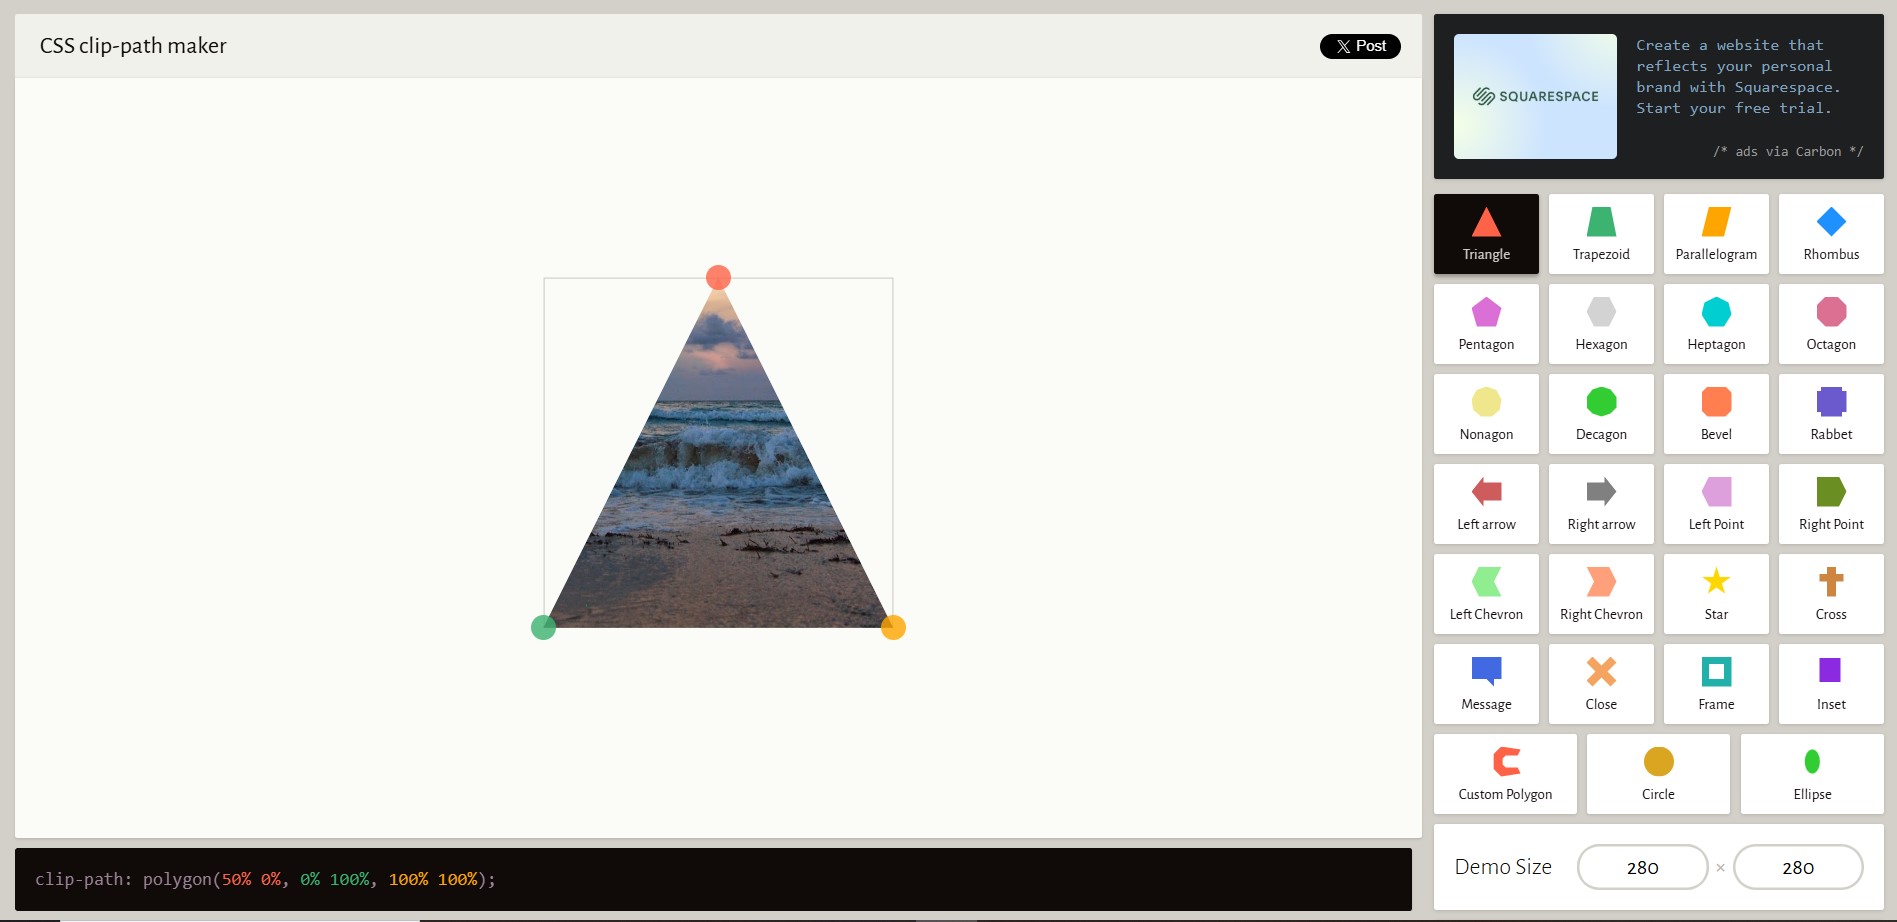 CSS clip-path maker
Post
SQUARESPACE
Create a website that
reflects your personal
brand with Squarespace.
Start your free trial.
/* ads via Carbon */
Triangle
Trapezoid
Parallelogram
Rhombus
Pentagon
Hexagon
Heptagon
Octagon
Nonagon
Decagon
Bevel
Rabbet
Left arrow
Right arrow
Left Point
Right Point
Left Chevron
Right Chevron
Star
Cross
Message
Close
Frame
Inset
Custom Polygon
Circle
Ellipse
Demo Size
280
×
280
clip-path: polygon(50% 0%, 0% 100%, 100% 100%);